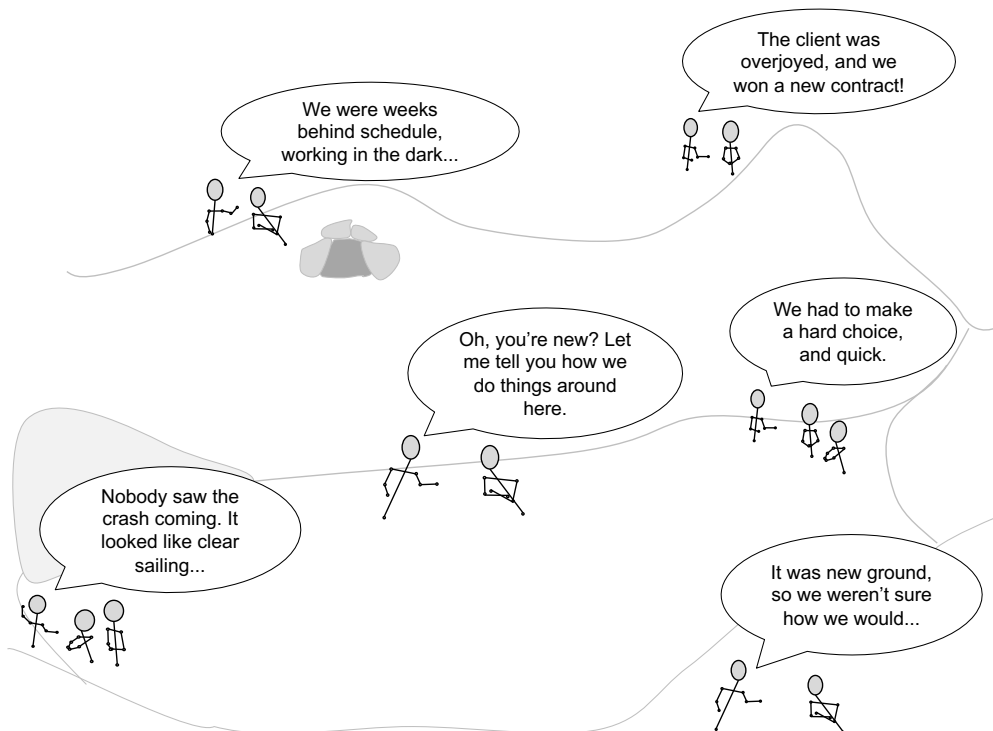 The client was
overjoyed, and we
won a new contract!
We were weeks
behind schedule,
working in the dark...
Oh, you’re new? Let
me tell you how we
do things around
here.
We had to make
a hard choice,
and quick.
Nobody saw the
crash coming. It
looked like clear
sailing...
It was new ground,
so we weren’t sure
how we would...